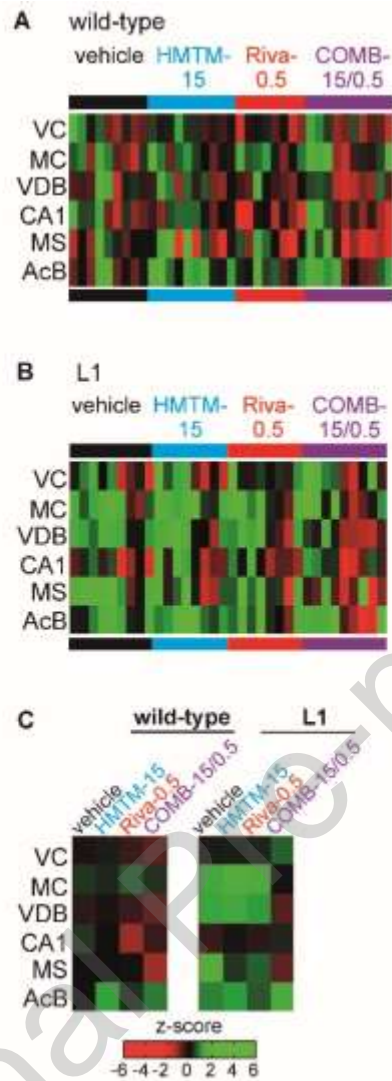 A wild-type
vehicle HMTM-15 Riva-0.5 COMB-15/0.5
VC
MC
VDB
CA1
MS
AcB
B L1
vehicle HMTM-15 Riva-0.5 COMB-15/0.5
VC
MC
VDB
CA1
MS
AcB
C wild-type L1
vehicle HMTM-15 Riva-0.5 COMB-15/0.5 vehicle HMTM-15 Riva-0.5 COMB-15/0.5
VC
MC
VDB
CA1
MS
AcB
z-score
-6 -4 -2 0 2 4 6